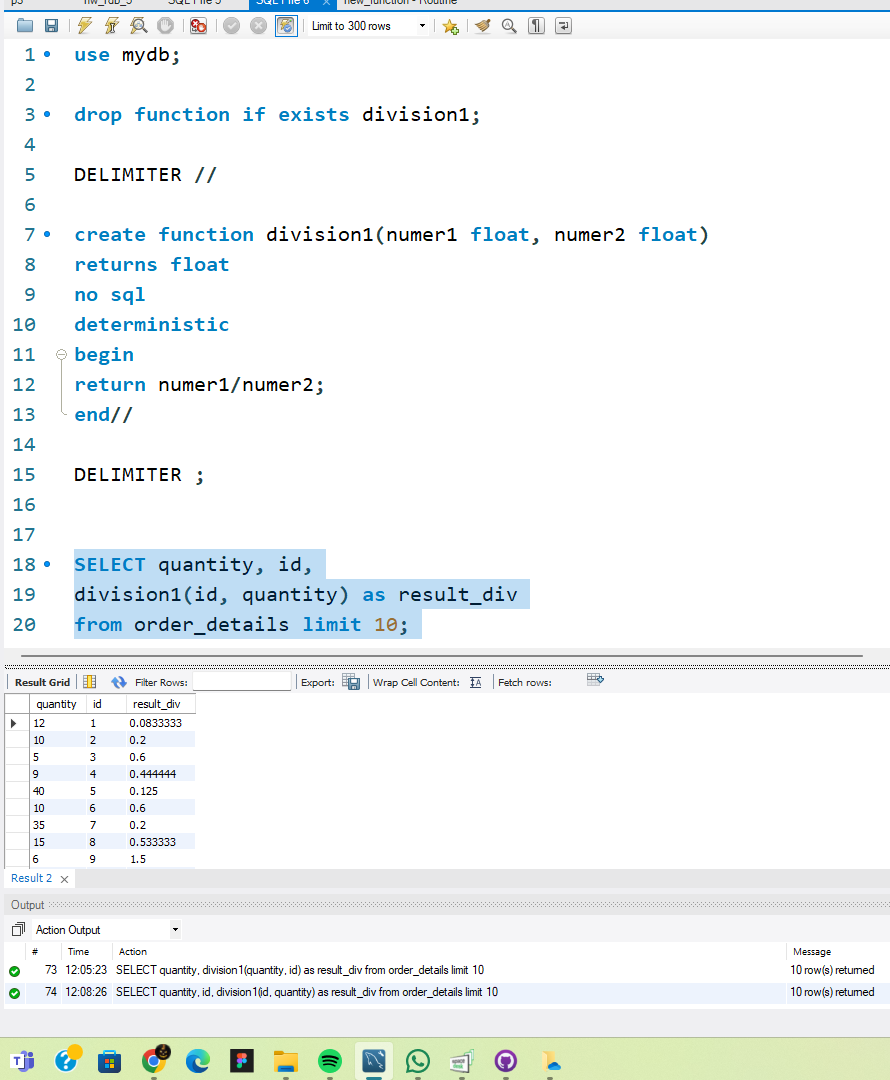 p3 nw_rdb_5 SQL File 5 SQL File 6 new_function - Routine
Limit to 300 rows
1 use mydb;
2
3 drop function if exists division1;
4
5 DELIMITER //
6
7 create function division1(numer1 float, numer2 float)
8 returns float
9 no sql
10 deterministic
11 begin
12 return numer1/numer2;
13 end//
14
15 DELIMITER ;
16
17
18 SELECT quantity, id,
19 division1(id, quantity) as result_div
20 from order_details limit 10;
Result Grid Filter Rows: Export: Wrap Cell Content: Fetch rows:
quantity id result_div
12 1 0.0833333
10 2 0.2
5 3 0.6
9 4 0.444444
40 5 0.125
10 6 0.6
35 7 0.2
15 8 0.533333
6 9 1.5
Result 2
Output
Action Output
# Time Action Message
73 12:05:23 SELECT quantity, division1(quantity, id) as result_div from order_details limit 10 10 row(s) returned
74 12:08:26 SELECT quantity, id, division1(id, quantity) as result_div from order_details limit 10 10 row(s) returned